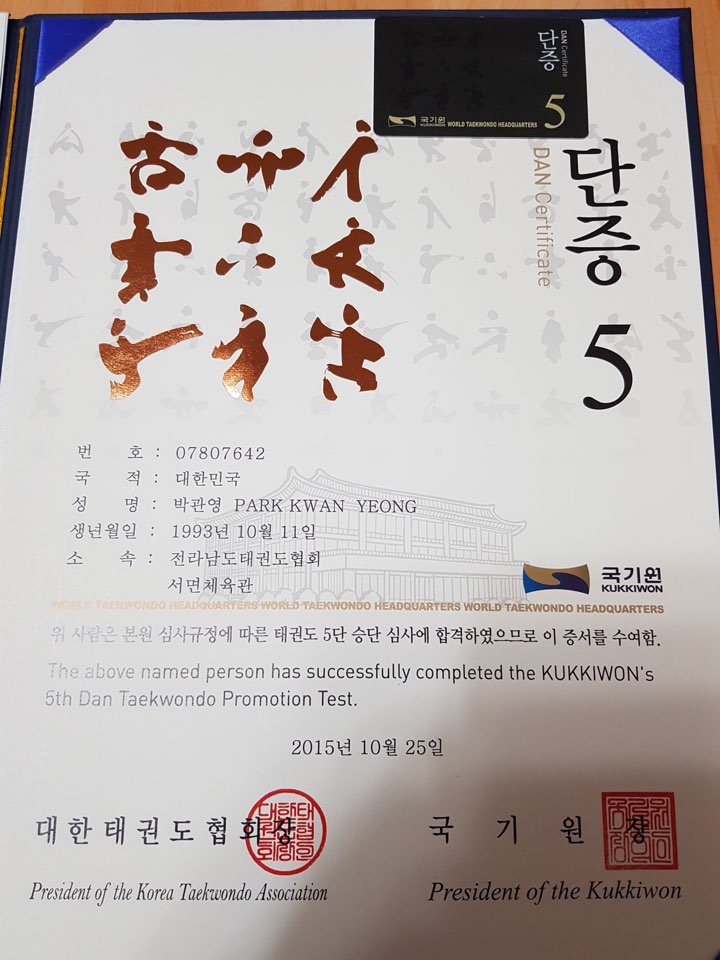 단증
DAN Certificate
국기원
KUKKIWON WORLD TAEKWONDO HEADQUARTERS
5
단증
DAN Certificate
5
번 호 : 07807642
국 적 : 대한민국
성 명 : 박관영 PARK KWAN YEONG
생년월일 : 1993년 10월 11일
소 속 : 전라남도태권도협회
서면체육관
국기원
KUKKIWON
WORLD TAEKWONDO HEADQUARTERS WORLD TAEKWONDO HEADQUARTERS WORLD TAEKWONDO HEADQUARTERS
위 사람은 본원 심사규정에 따른 태권도 5단 승단 심사에 합격하였으므로 이 증서를 수여함.
The above named person has successfully completed the KUKKIWON's
5th Dan Taekwondo Promotion Test.
2015년 10월 25일
대한태권도협회장
국 기 원 장
President of the Korea Taekwondo Association
President of the Kukkiwon